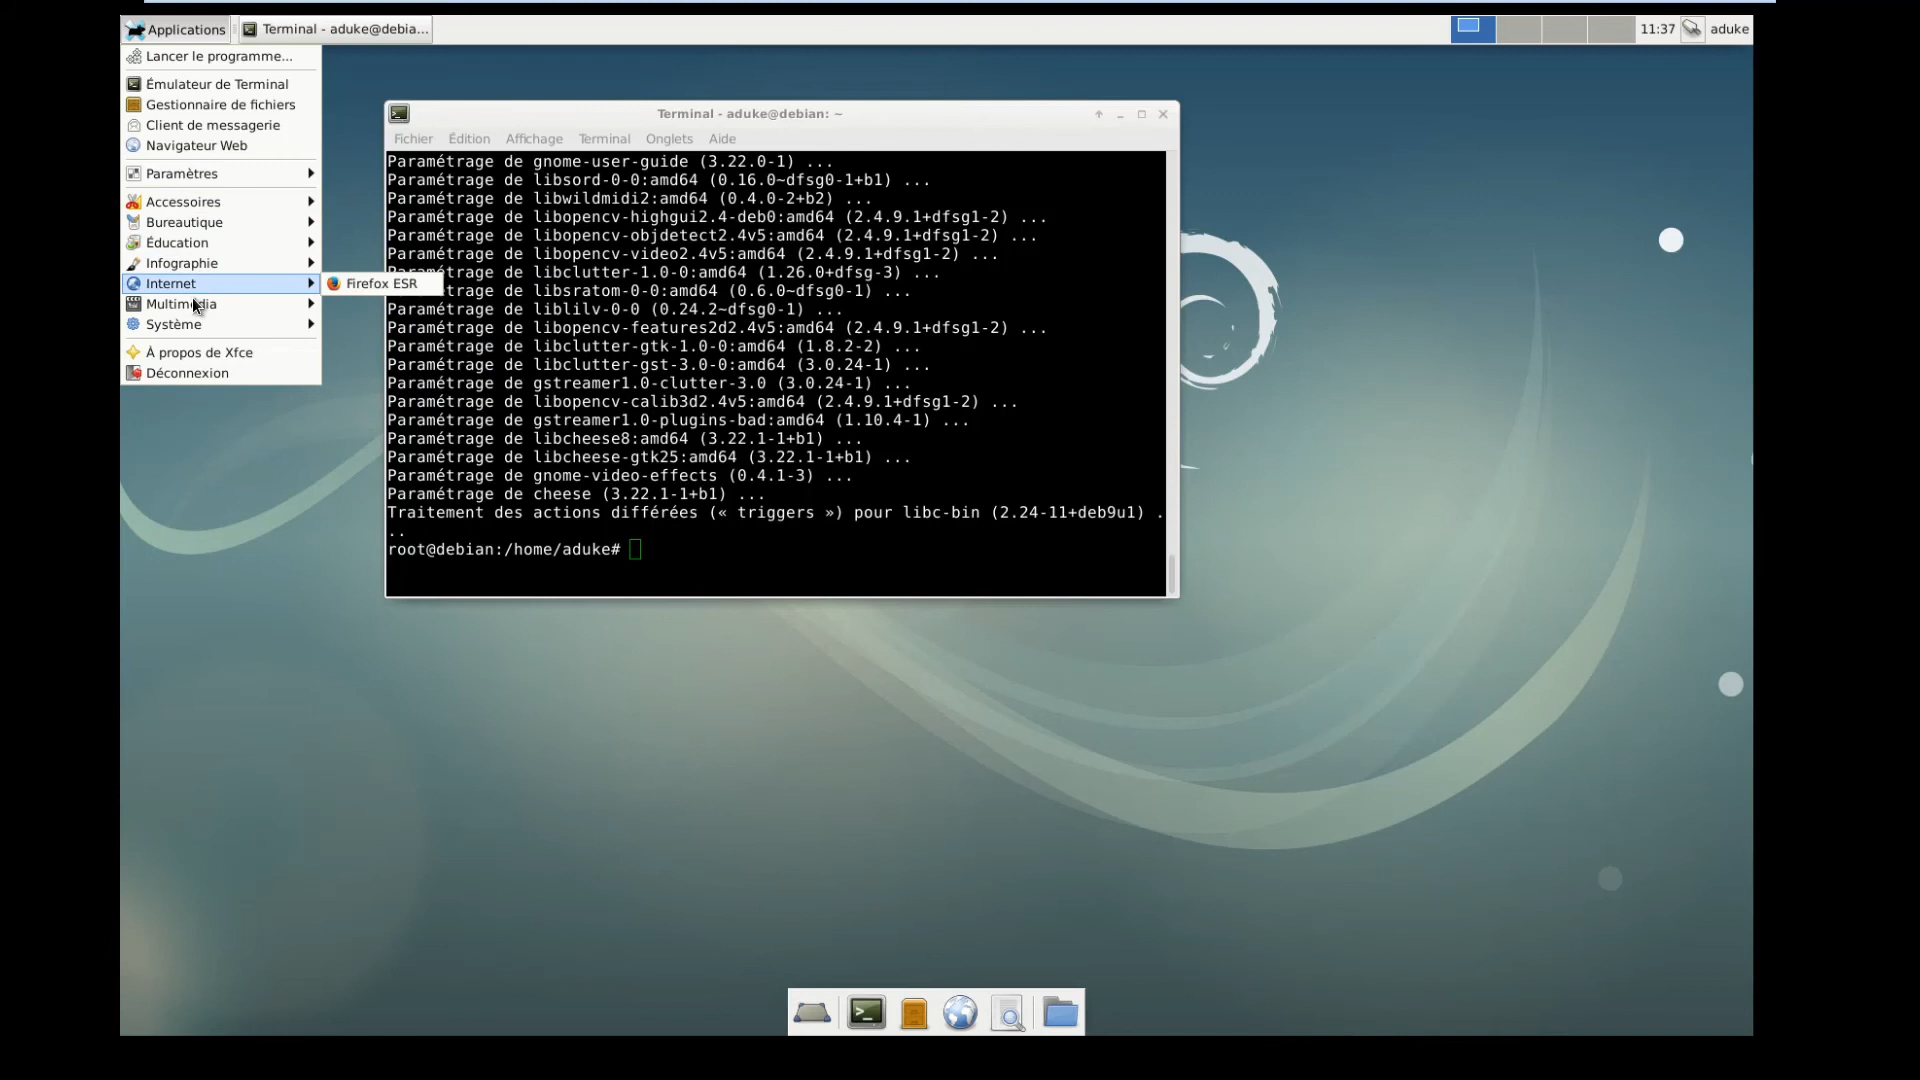 Applications
Terminal - aduke@debia...
11:37
aduke
Lancer le programme...
Émulateur de Terminal
Gestionnaire de fichiers
Client de messagerie
Navigateur Web
Paramètres
Accessoires
Bureautique
Éducation
Infographie
Internet
Firefox ESR
Multimédia
Système
À propos de Xfce
Déconnexion
Terminal - aduke@debian: ~
Fichier Édition Affichage Terminal Onglets Aide
Paramétrage de gnome-user-guide (3.22.0-1) ...
Paramétrage de libsord-0-0:amd64 (0.16.0~dfsg0-1+b1) ...
Paramétrage de libwildmidi2:amd64 (0.4.0-2+b2) ...
Paramétrage de libopencv-highgui2.4-deb0:amd64 (2.4.9.1+dfsg1-2) ...
Paramétrage de libopencv-objdetect2.4v5:amd64 (2.4.9.1+dfsg1-2) ...
Paramétrage de libopencv-video2.4v5:amd64 (2.4.9.1+dfsg1-2) ...
Paramétrage de libclutter-1.0-0:amd64 (1.26.0+dfsg-3) ...
libsratom-0-0:amd64 (0.6.0~dfsg0-1) ...
Paramétrage de liblilv-0-0 (0.24.2~dfsg0-1) ...
Paramétrage de libopencv-features2d2.4v5:amd64 (2.4.9.1+dfsg1-2) ...
Paramétrage de libclutter-gtk-1.0-0:amd64 (1.8.2-2) ...
Paramétrage de libclutter-gst-3.0-0:amd64 (3.0.24-1) ...
Paramétrage de gstreamer1.0-clutter-3.0 (3.0.24-1) ...
Paramétrage de libopencv-calib3d2.4v5:amd64 (2.4.9.1+dfsg1-2) ...
Paramétrage de gstreamer1.0-plugins-bad:amd64 (1.10.4-1) ...
Paramétrage de libcheese8:amd64 (3.22.1-1+b1) ...
Paramétrage de libcheese-gtk25:amd64 (3.22.1-1+b1) ...
Paramétrage de gnome-video-effects (0.4.1-3) ...
Paramétrage de cheese (3.22.1-1+b1) ...
Traitement des actions différées (« triggers ») pour libc-bin (2.24-11+deb9u1) .
..
root@debian:/home/aduke#